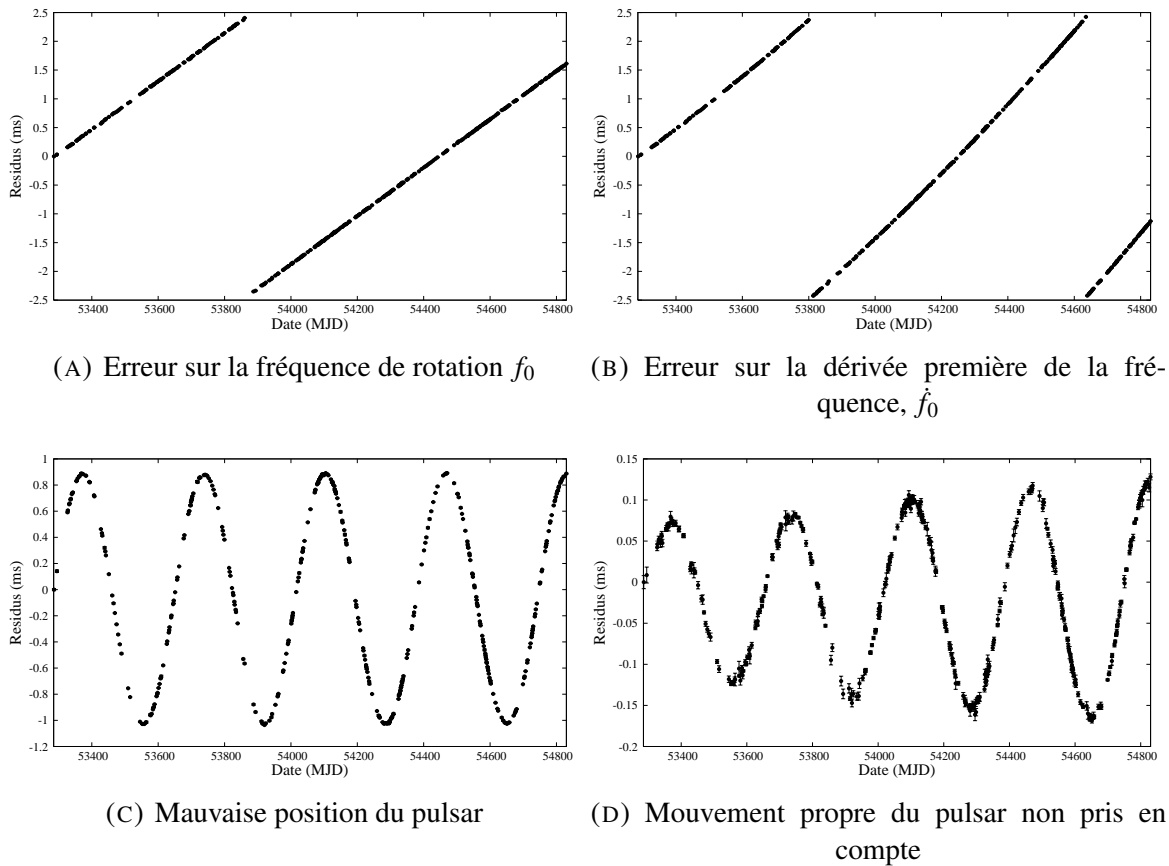 2.5
2
1.5
1
0.5
0
-0.5
-1
-1.5
-2
-2.5
Residus (ms)
53400 53600 53800 54000 54200 54400 54600 54800
Date (MJD)
(A) Erreur sur la fréquence de rotation f₀
2.5
2
1.5
1
0.5
0
-0.5
-1
-1.5
-2
-2.5
Residus (ms)
53400 53600 53800 54000 54200 54400 54600 54800
Date (MJD)
(B) Erreur sur la dérivée première de la fré-
quence, ḟ₀
1
0.8
0.6
0.4
0.2
0
-0.2
-0.4
-0.6
-0.8
-1
-1.2
Residus (ms)
53400 53600 53800 54000 54200 54400 54600 54800
Date (MJD)
(C) Mauvaise position du pulsar
0.15
0.1
0.05
0
-0.05
-0.1
-0.15
-0.2
Residus (ms)
53400 53600 53800 54000 54200 54400 54600 54800
Date (MJD)
(D) Mouvement propre du pulsar non pris en
compte